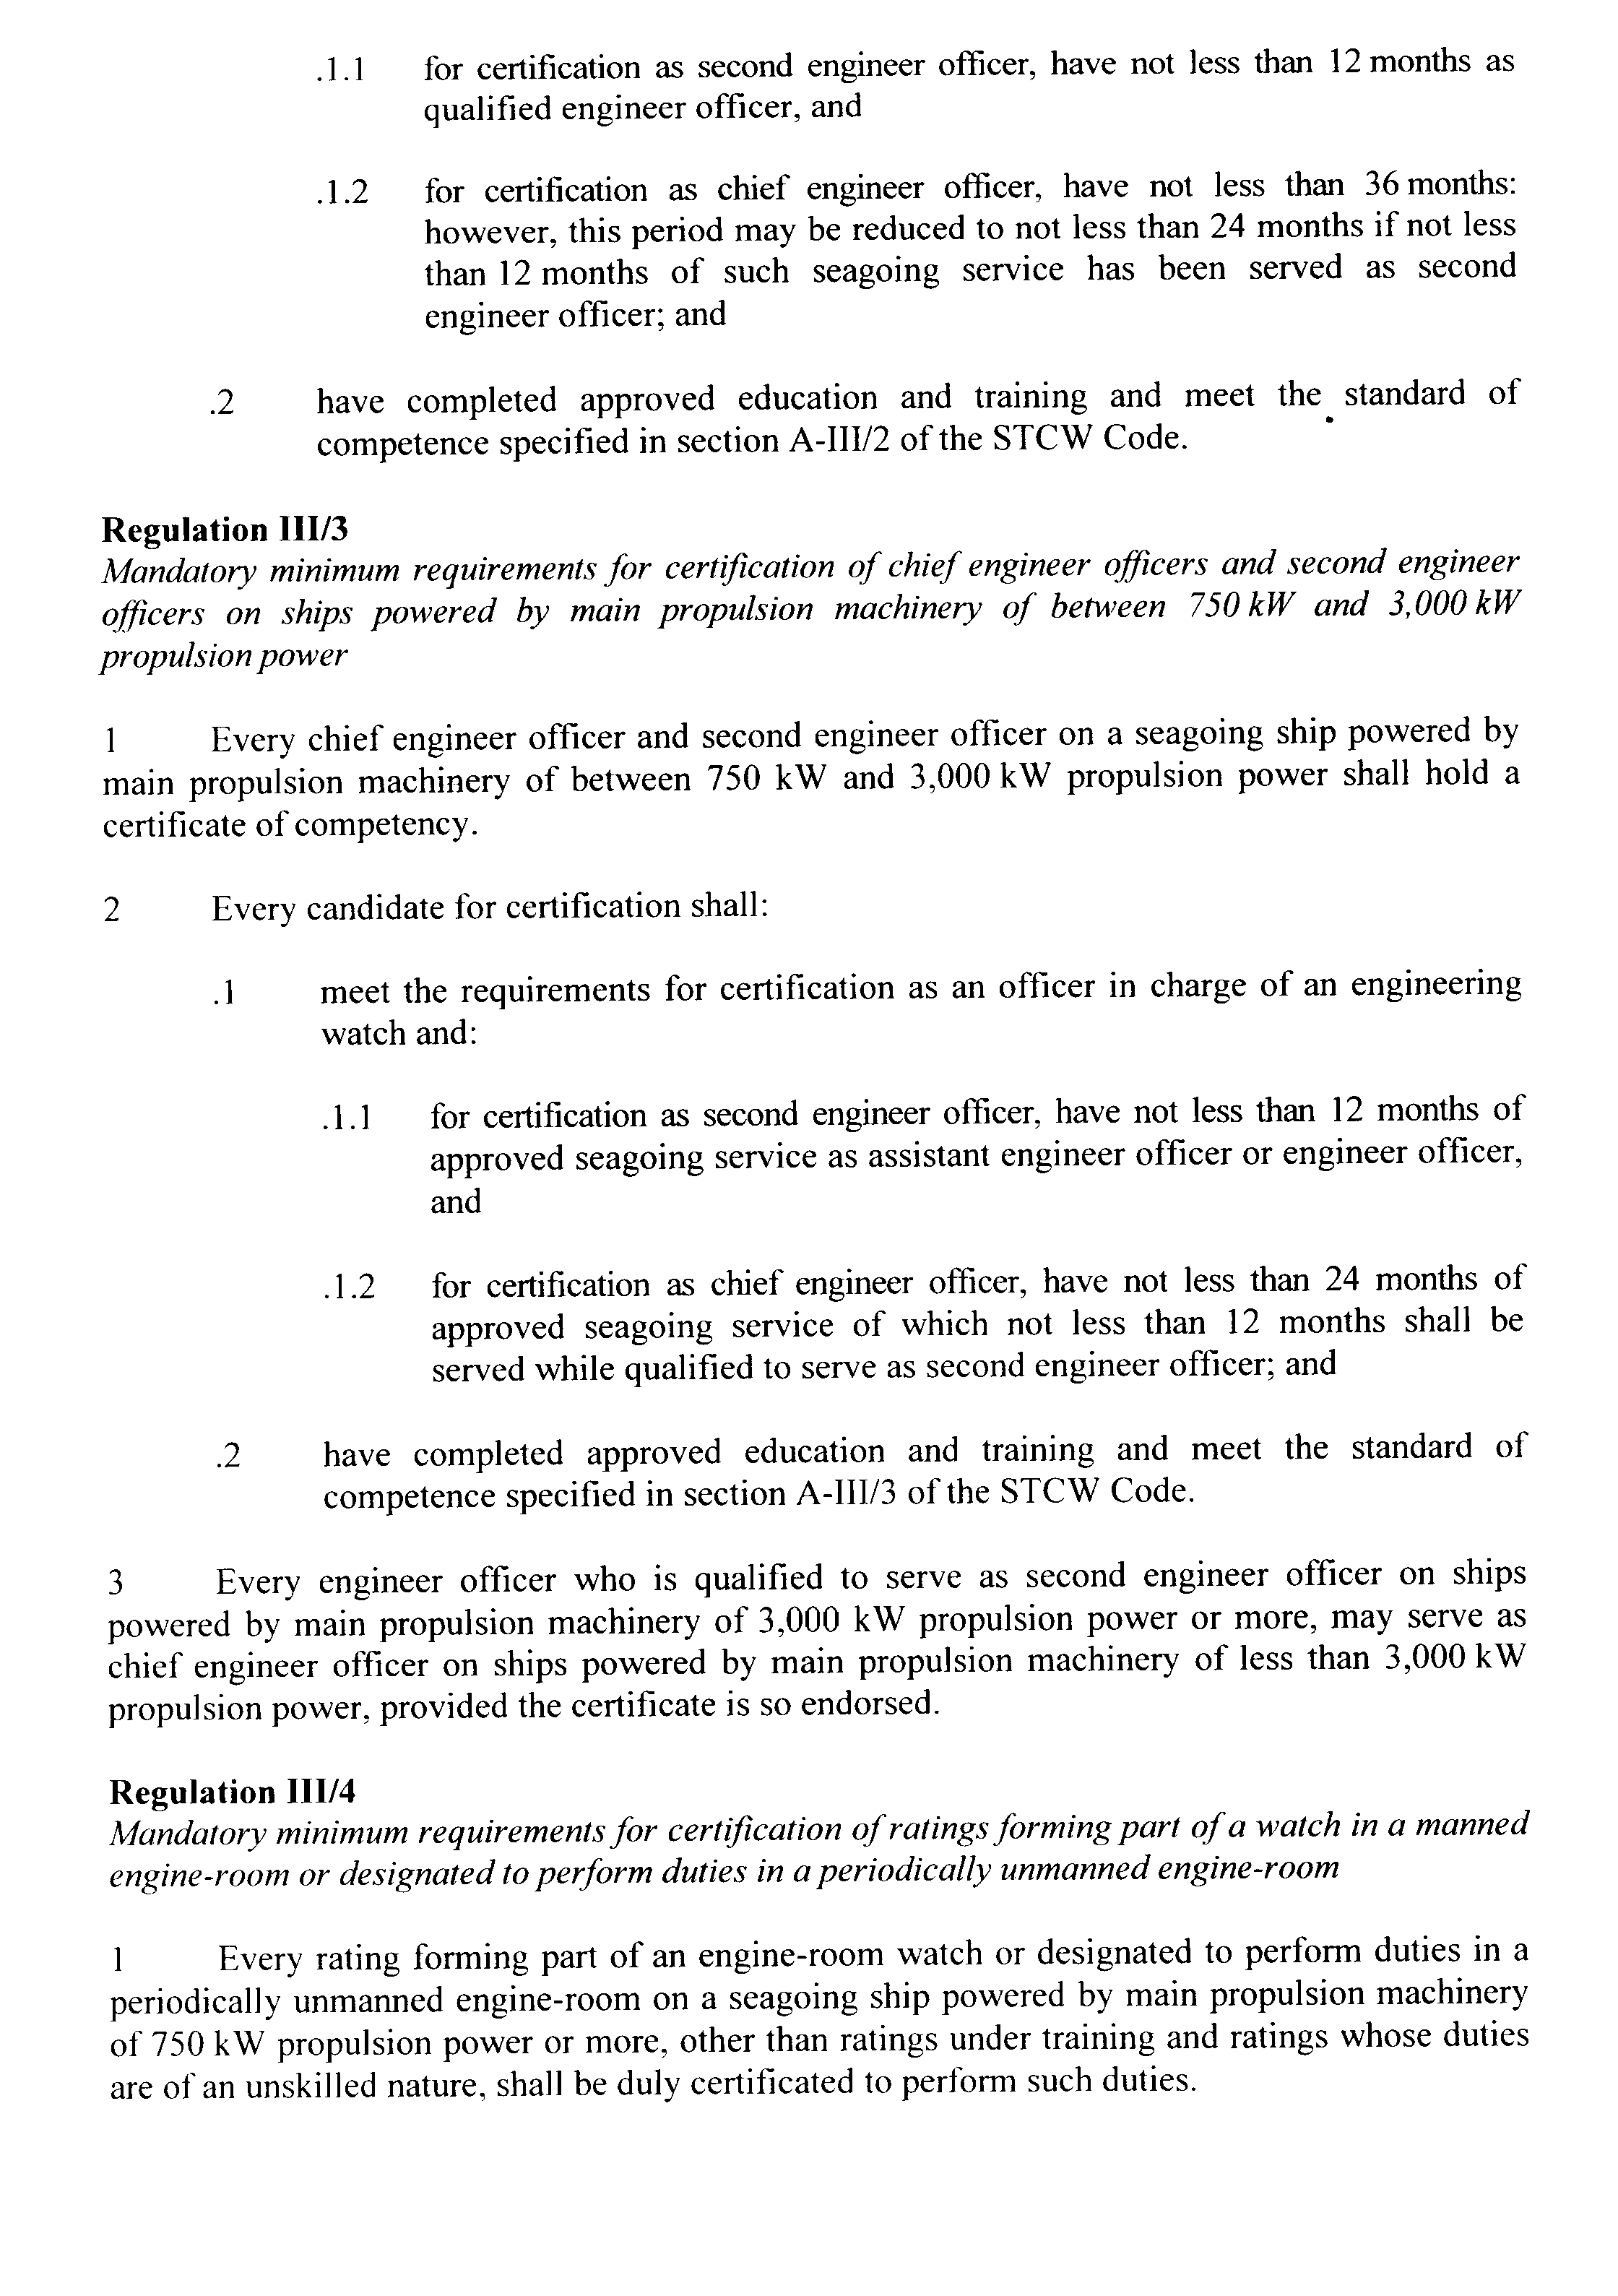 .1.1 for certification as second engineer officer, have not less than 12 months as
qualified engineer officer, and
.1.2 for certification as chief engineer officer, have not less than 36 months:
however, this period may be reduced to not less than 24 months if not less
than 12 months of such seagoing service has been served as second
engineer officer; and
.2 have completed approved education and training and meet the standard of
competence specified in section A-III/2 of the STCW Code.
Regulation III/3
Mandatory minimum requirements for certification of chief engineer officers and second engineer
officers on ships powered by main propulsion machinery of between 750 kW and 3,000 kW
propulsion power
1 Every chief engineer officer and second engineer officer on a seagoing ship powered by
main propulsion machinery of between 750 kW and 3,000 kW propulsion power shall hold a
certificate of competency.
2 Every candidate for certification shall:
.1 meet the requirements for certification as an officer in charge of an engineering
watch and:
.1.1 for certification as second engineer officer, have not less than 12 months of
approved seagoing service as assistant engineer officer or engineer officer,
and
.1.2 for certification as chief engineer officer, have not less than 24 months of
approved seagoing service of which not less than 12 months shall be
served while qualified to serve as second engineer officer; and
.2 have completed approved education and training and meet the standard of
competence specified in section A-III/3 of the STCW Code.
3 Every engineer officer who is qualified to serve as second engineer officer on ships
powered by main propulsion machinery of 3,000 kW propulsion power or more, may serve as
chief engineer officer on ships powered by main propulsion machinery of less than 3,000 kW
propulsion power, provided the certificate is so endorsed.
Regulation III/4
Mandatory minimum requirements for certification of ratings forming part of a watch in a manned
engine-room or designated to perform duties in a periodically unmanned engine-room
1 Every rating forming part of an engine-room watch or designated to perform duties in a
periodically unmanned engine-room on a seagoing ship powered by main propulsion machinery
of 750 kW propulsion power or more, other than ratings under training and ratings whose duties
are of an unskilled nature, shall be duly certificated to perform such duties.